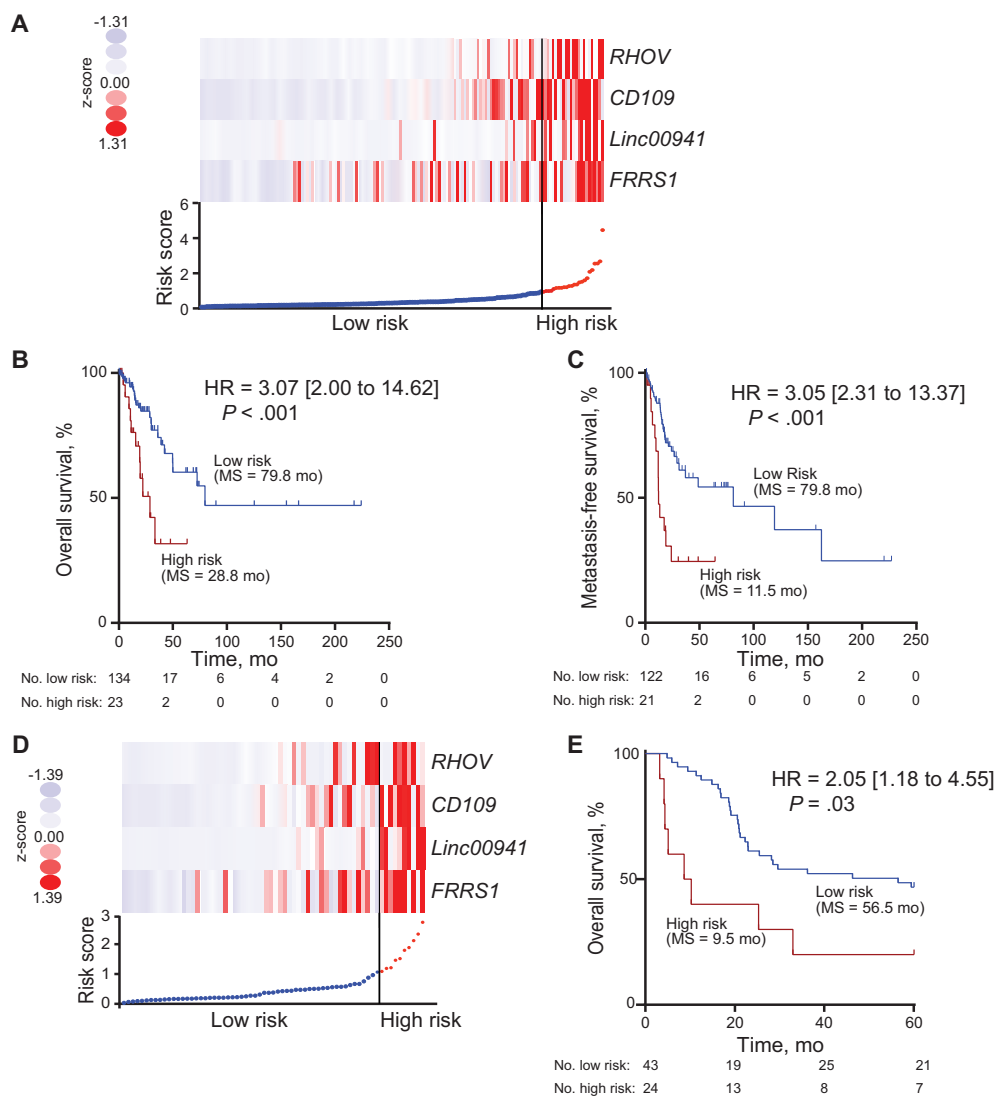 A
-1.31
z-score
0.00
1.31
RHOV
CD109
Linc00941
FRRS1
Risk score
6
4
2
0
Low risk
High risk
B
Overall survival, %
100
50
0
HR = 3.07 [2.00 to 14.62]
P < .001
Low risk
(MS = 79.8 mo)
High risk
(MS = 28.8 mo)
0 50 100 150 200 250
Time, mo
No. low risk: 134 17 6 4 2 0
No. high risk: 23 2 0 0 0 0
C
Metastasis-free survival, %
100
50
0
HR = 3.05 [2.31 to 13.37]
P < .001
Low Risk
(MS = 79.8 mo)
High risk
(MS = 11.5 mo)
0 50 100 150 200 250
Time, mo
No. low risk: 122 16 6 5 2 0
No. high risk: 21 2 0 0 0 0
D
-1.39
z-score
0.00
1.39
RHOV
CD109
Linc00941
FRRS1
Risk score
3
2
1
0
Low risk
High risk
E
Overall survival, %
100
50
0
HR = 2.05 [1.18 to 4.55]
P = .03
Low risk
(MS = 56.5 mo)
High risk
(MS = 9.5 mo)
0 20 40 60
Time, mo
No. low risk: 43 19 25 21
No. high risk: 24 13 8 7